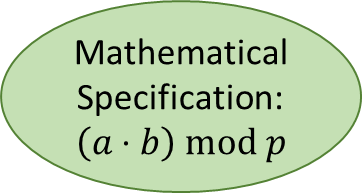 Mathematical
Specification:
(a · b) mod p